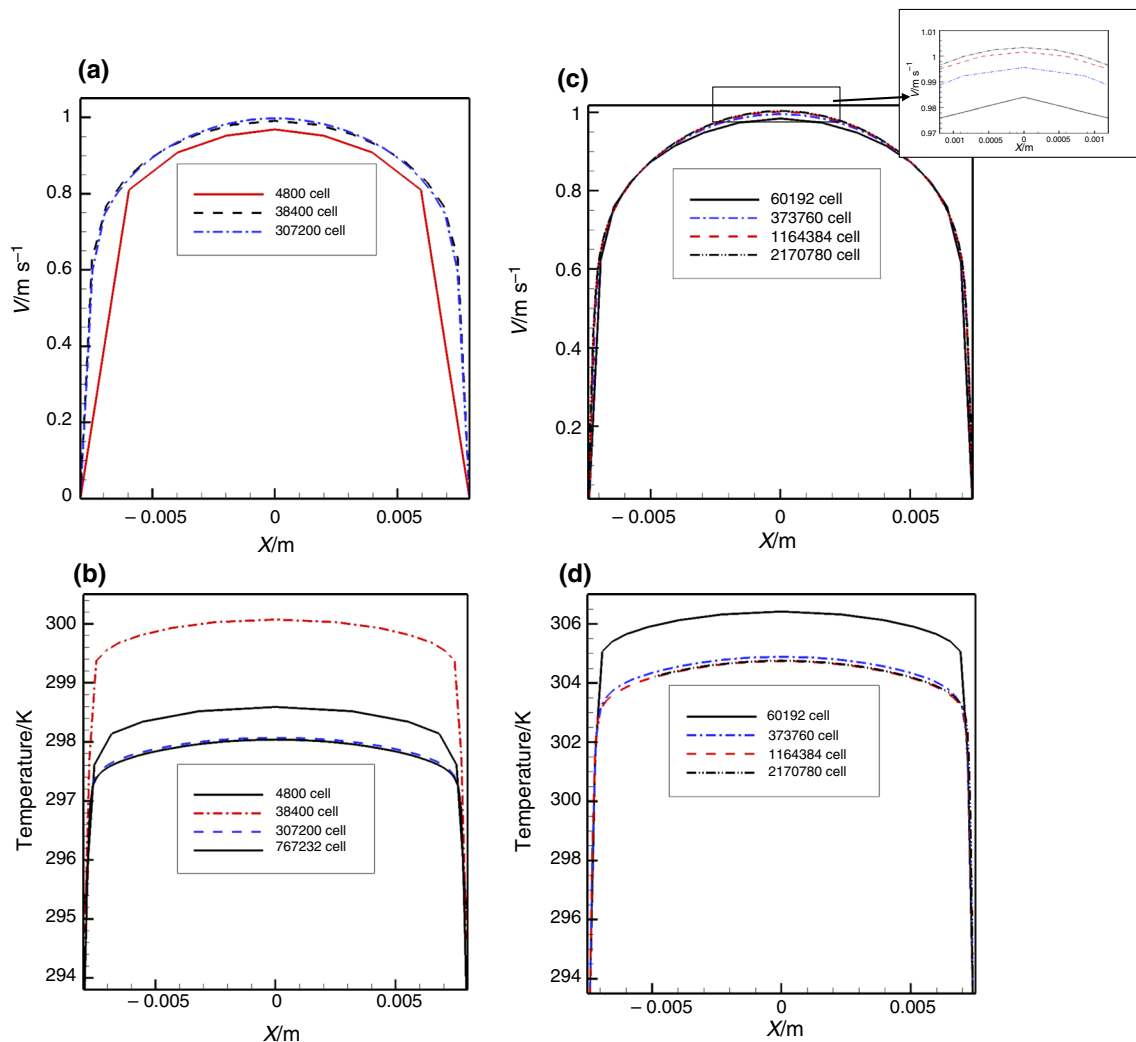 (a)
V/m s⁻¹
1
0.8
0.6
0.4
0.2
0
4800 cell
38400 cell
307200 cell
– 0.005
0
0.005
X/m
(c)
V/m s⁻¹
1
0.8
0.6
0.4
0.2
60192 cell
373760 cell
1164384 cell
2170780 cell
– 0.005
0
0.005
X/m
1.01
1
0.99
0.98
0.97
V/m s⁻¹
0.001
0.0005
0
0.0005
0.001
X/m
(b)
Temperature/K
300
299
298
297
296
295
294
4800 cell
38400 cell
307200 cell
767232 cell
– 0.005
0
0.005
X/m
(d)
Temperature/K
306
304
302
300
298
296
294
60192 cell
373760 cell
1164384 cell
2170780 cell
– 0.005
0
0.005
X/m